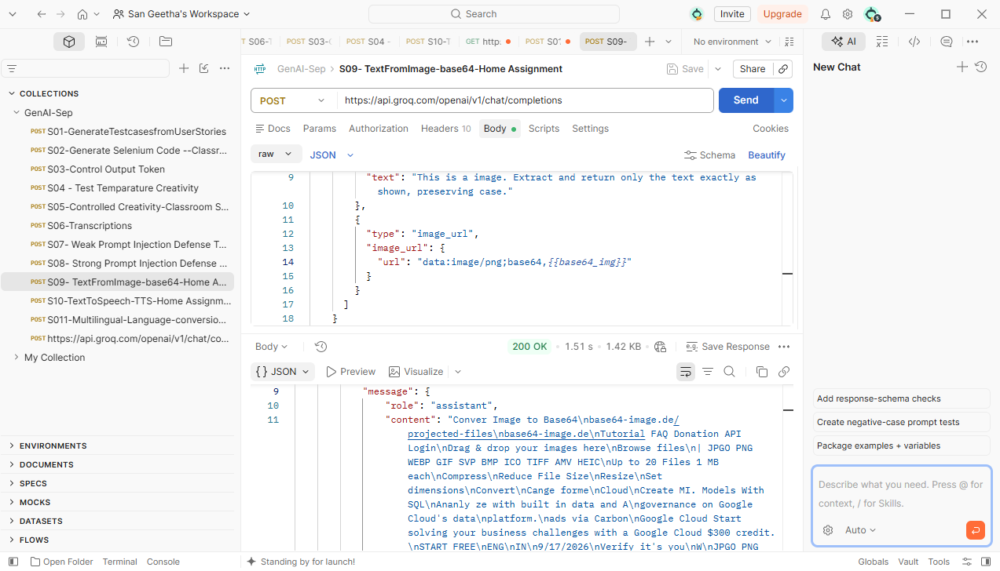 San Geetha's Workspace
Search
Invite
Upgrade
POST S03-
POST S04 -
POST S10-T
GET http:
POST S0
POST S09-
No environment
AI
GenAI-Sep > S09- TextFromImage-base64-Home Assignment
Save
Share
New Chat
COLLECTIONS
GenAI-Sep
POST S01-GenerateTestcasesfromUserStories
POST S02-Generate Selenium Code --Classr...
POST S03-Control Output Token
POST S04 - Test Temparature Creativity
POST S05-Controlled Creativity-Classroom S...
POST S06-Transcriptions
POST S07- Weak Prompt Injection Defense T...
POST S08- Strong Prompt Injection Defense ...
POST S09- TextFromImage-base64-Home A...
POST S10-TextToSpeech-TTS-Home Assignm...
POST S011-Multilingual-Language-conversio...
POST https://api.groq.com/openai/v1/chat/co...
My Collection
ENVIRONMENTS
DOCUMENTS
SPECS
MOCKS
DATASETS
FLOWS
POST
https://api.groq.com/openai/v1/chat/completions
Send
Docs
Params
Authorization
Headers 10
Body
Scripts
Settings
Cookies
raw
JSON
Schema
Beautify
9 "text": "This is a image. Extract and return only the text exactly as
shown, preserving case."
10 },
11 {
12 "type": "image_url",
13 "image_url": {
14 "url": "data:image/png;base64,{{base64_img}}"
15 }
16 }
17 ]
18 }
Body
200 OK • 1.51 s • 1.42 KB
e.g. Save Response
{} JSON
Preview
Visualize
9 "message": {
10 "role": "assistant",
11 "content": "Conver Image to Base64\nbase64-image.de/
projected-files\nbase64-image.de\nTutorial FAQ Donation API
Login\nDrag & drop your images here\nBrowse files\n| JPGO PNG
WEBP GIF SVP BMP ICO TIFF AMV HEIC\nUp to 20 Files 1 MB
each\nCompress\nReduce File Size\nResize\nSet
dimensions\nConvert\nCange forme\nCloud\nCreate MI. Models With
SQL\nAnanly ze with built in data and A\ngovernance on Google
Cloud's data\nplatform.\nads via Carbon\nGoogle Cloud Start
solving your business challenges with a Google Cloud $300 credit.
\nSTART FREE\nENG\nIN\n9/17/2026\nVerify it's you\nW\nJPGO PNG
Add response-schema checks
Create negative-case prompt tests
Package examples + variables
Describe what you need. Press @ for
context, / for Skills.
Auto
Open Folder
Terminal
Console
Standing by for launch!
Globals
Vault
Tools